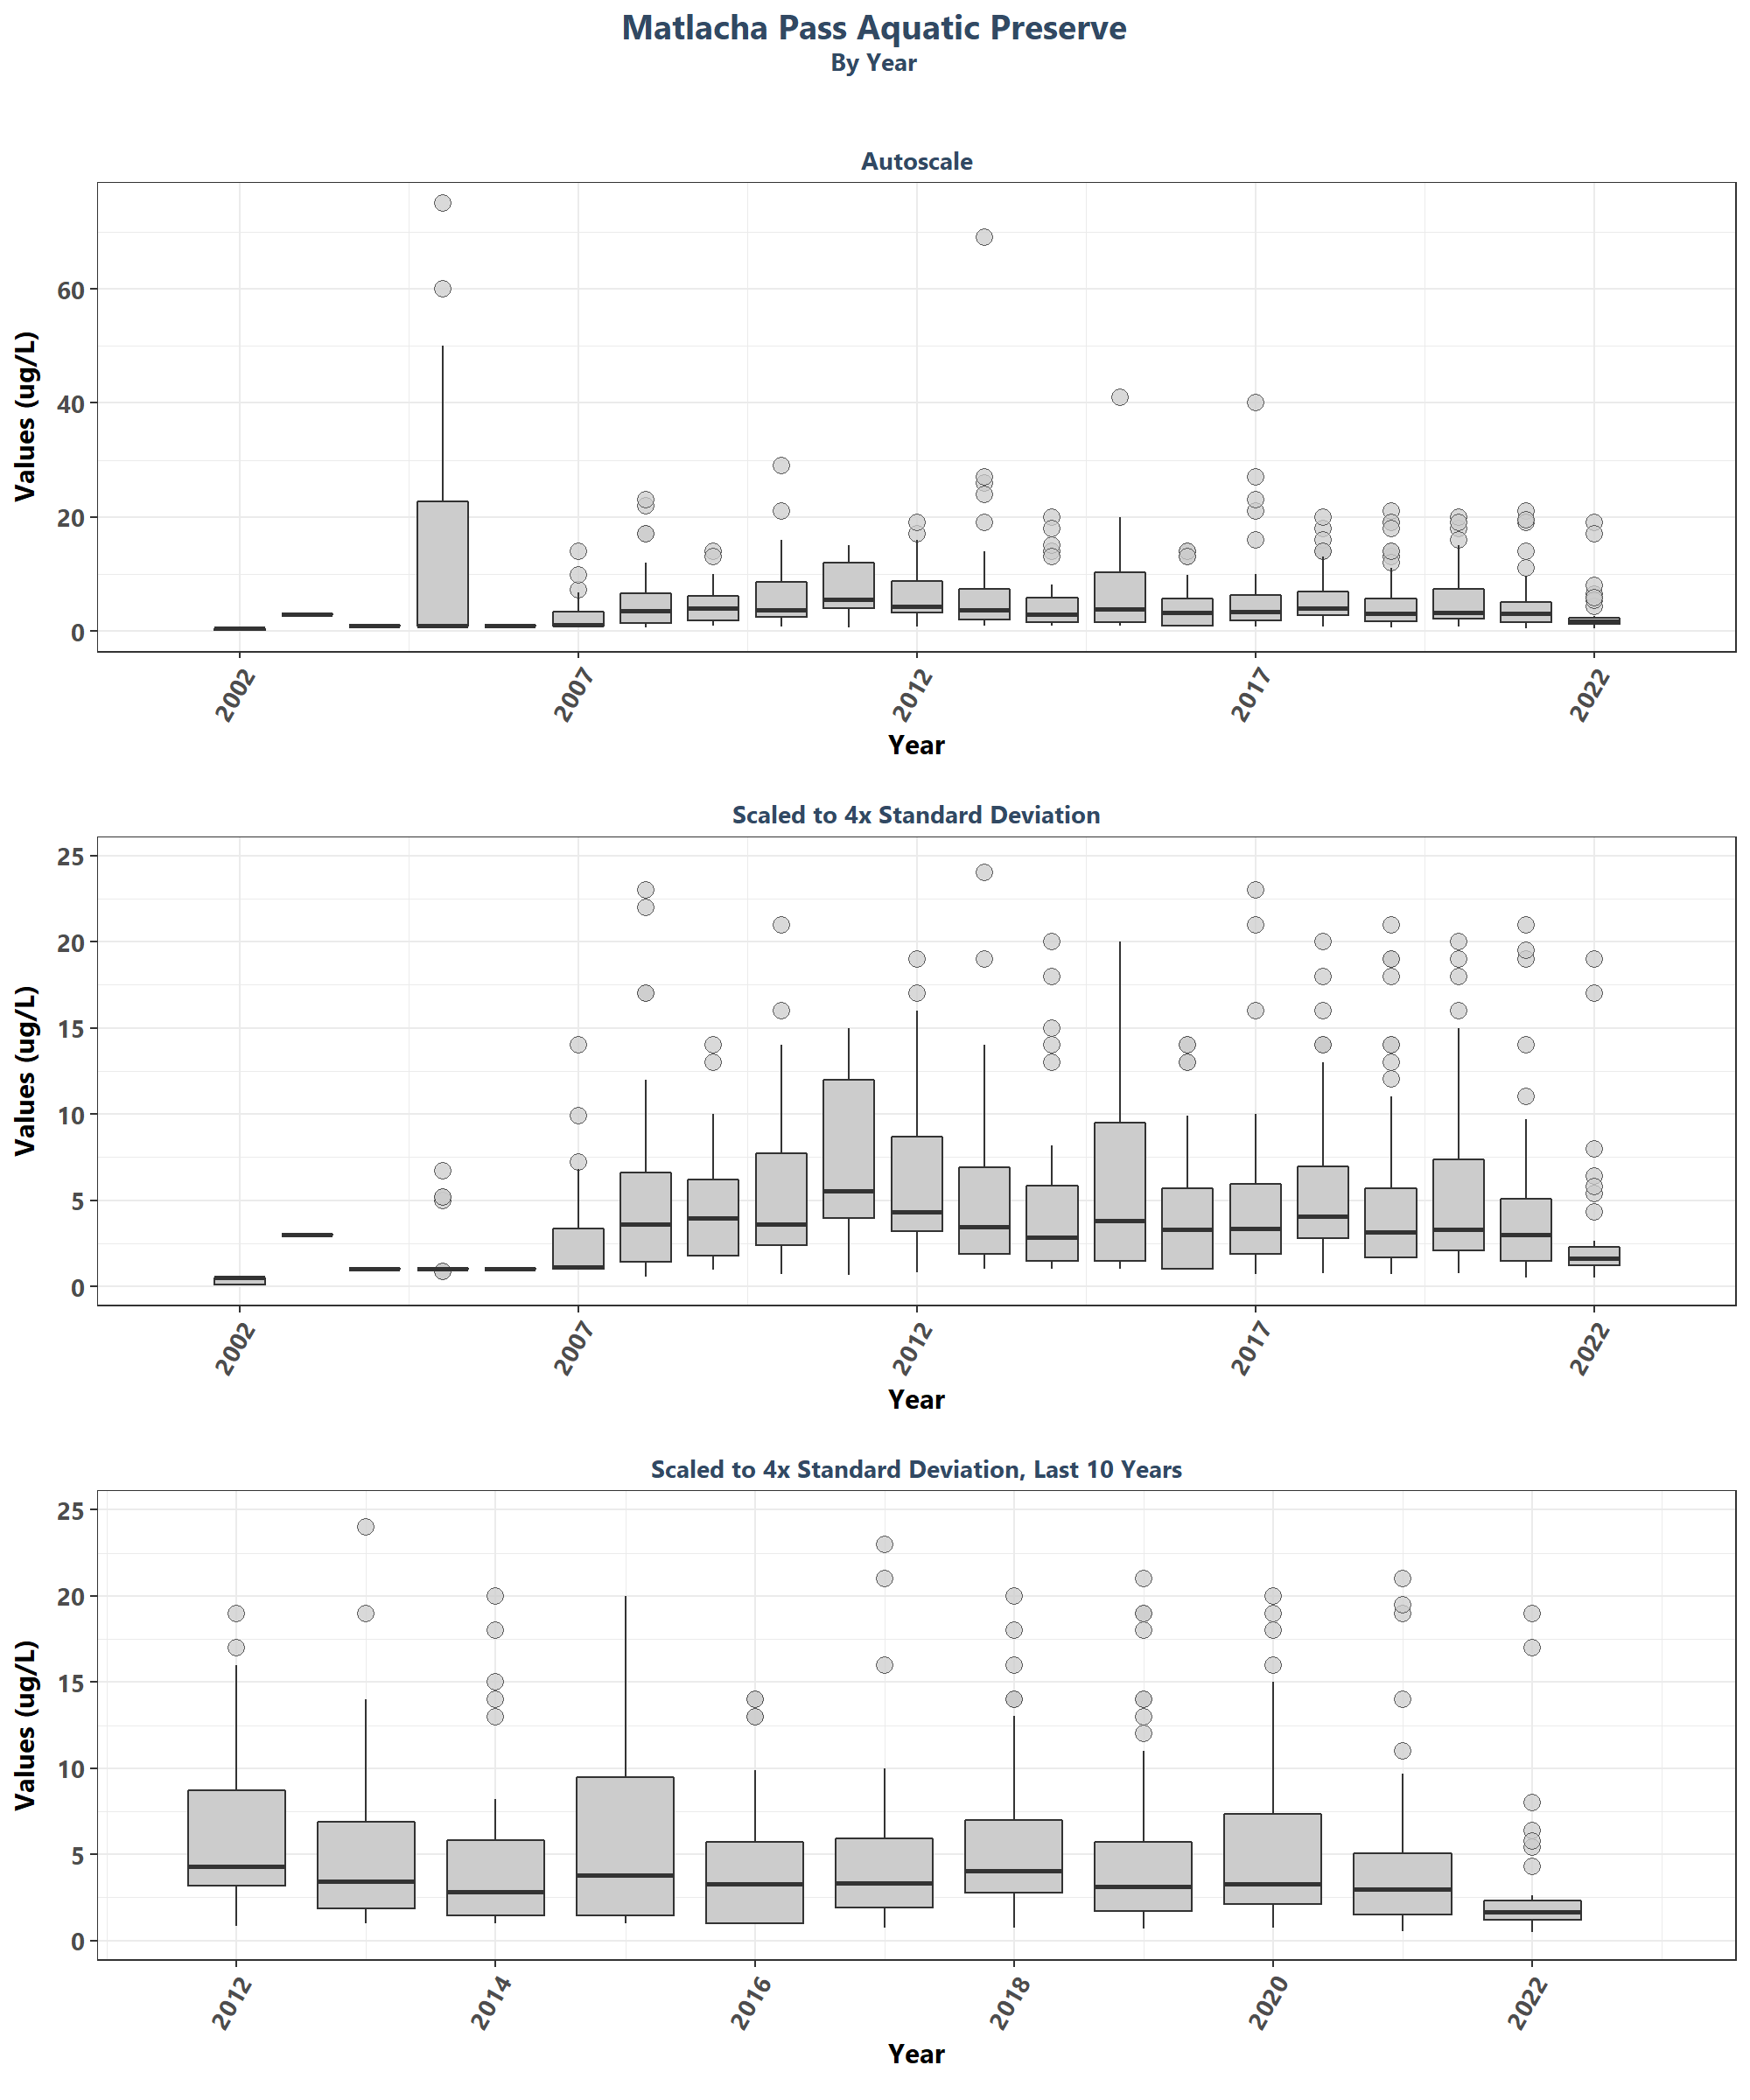 Matlacha Pass Aquatic Preserve
By Year
Autoscale
Values (ug/L)
60
40
20
0
2002
2007
2012
2017
2022
Year
Scaled to 4x Standard Deviation
Values (ug/L)
25
20
15
10
5
0
2002
2007
2012
2017
2022
Year
Scaled to 4x Standard Deviation, Last 10 Years
Values (ug/L)
25
20
15
10
5
0
2012
2014
2016
2018
2020
2022
Year